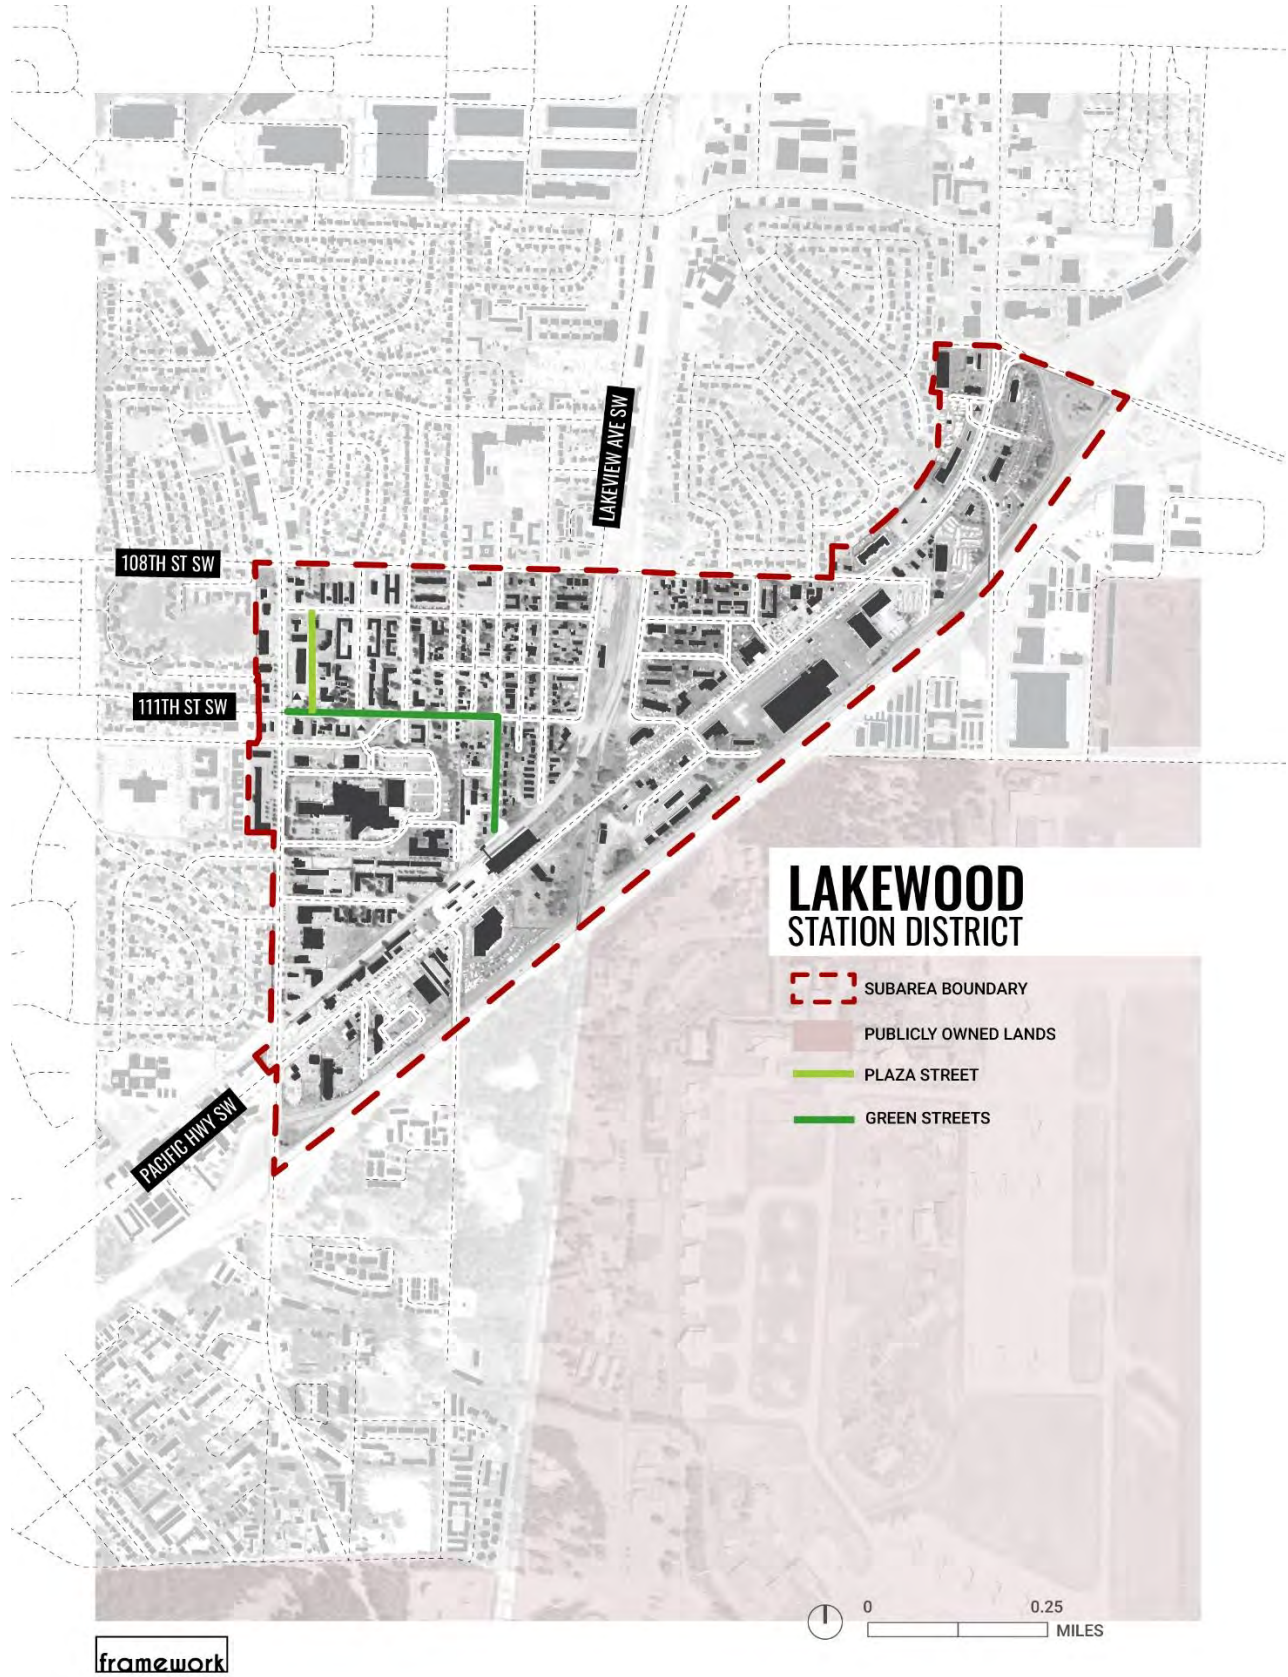 LAKEVIEW AVE SW
108TH ST SW
111TH ST SW
LAKEWOOD
STATION DISTRICT
SUBAREA BOUNDARY
PUBLICLY OWNED LANDS
PLAZA STREET
GREEN STREETS
PACIFIC HWY SW
0 0.25
MILES
framework